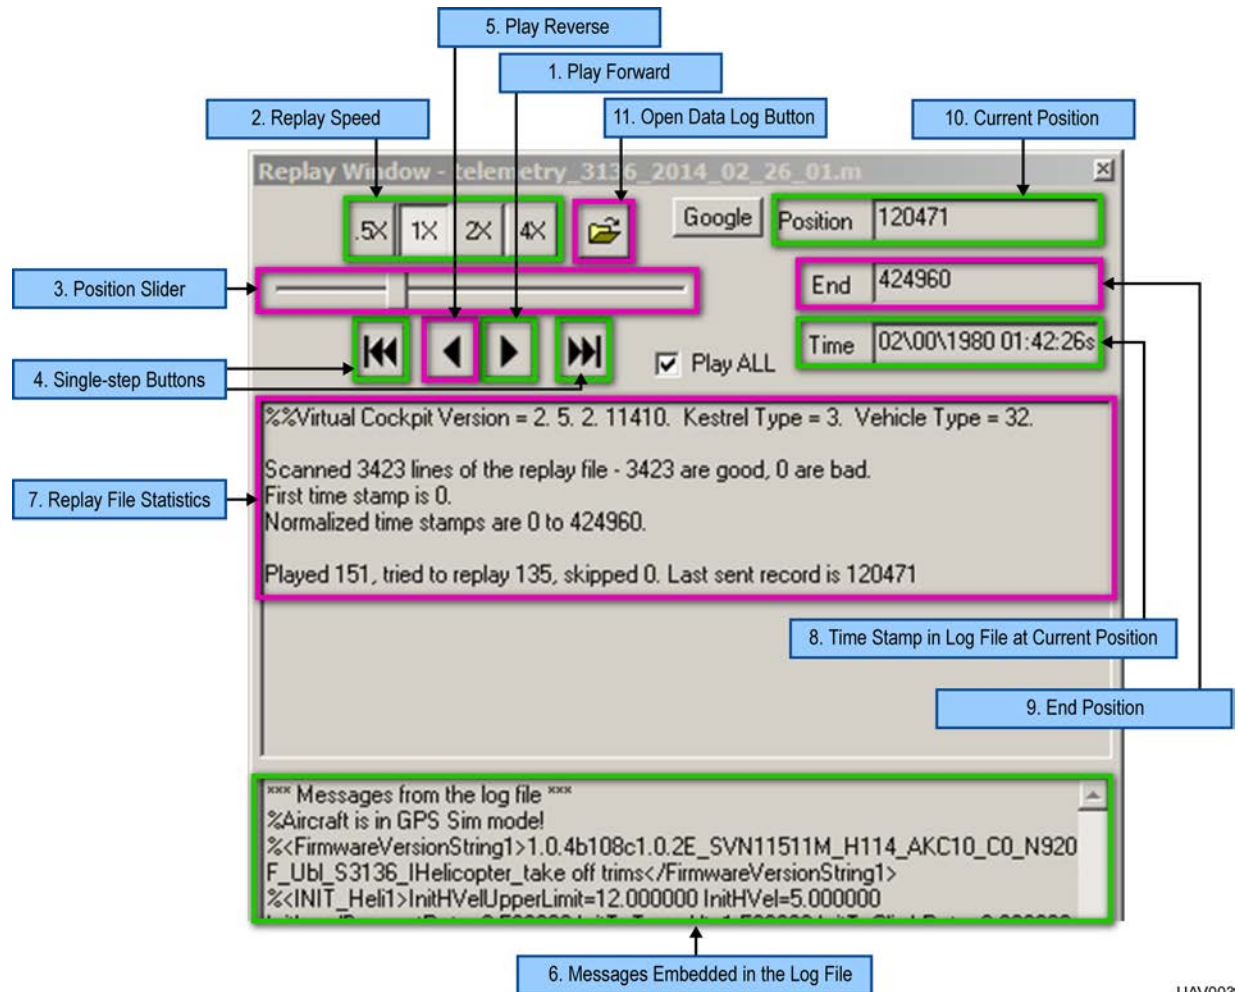 5. Play Reverse
1. Play Forward
2. Replay Speed
11. Open Data Log Button
10. Current Position
Replay Window - telemetry_3136_2014_02_26_01.m
.5X 1X 2X 4X
Google
Position 120471
3. Position Slider
End 424960
4. Single-step Buttons
Play ALL
Time 02\00\1980 01:42:26s
%%Virtual Cockpit Version = 2. 5. 2. 11410. Kestrel Type = 3. Vehicle Type = 32.
Scanned 3423 lines of the replay file - 3423 are good, 0 are bad.
7. Replay File Statistics
First time stamp is 0.
Normalized time stamps are 0 to 424960.
Played 151, tried to replay 135, skipped 0. Last sent record is 120471
8. Time Stamp in Log File at Current Position
9. End Position
*** Messages from the log file ***
%Aircraft is in GPS Sim mode!
%<FirmwareVersionString1>1.0.4b108c1.0.2E_SVN11511M_H114_AKC10_C0_N920
F_Ubl_S3136_IHelicopter_take off trims</FirmwareVersionString1>
%<INIT_Heli1>InitHVelUpperLimit=12.000000 InitHVel=5.000000
6. Messages Embedded in the Log File